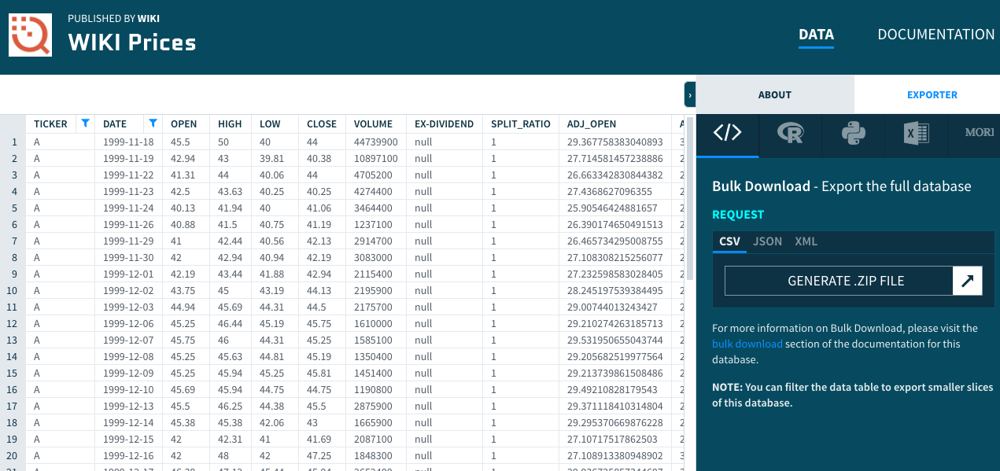 PUBLISHED BY WIKI
WIKI Prices
DATA DOCUMENTATION
› ABOUT EXPORTER
TICKER DATE OPEN HIGH LOW CLOSE VOLUME EX-DIVIDEND SPLIT_RATIO ADJ_OPEN A
1 A 1999-11-18 45.5 50 40 44 44739900 null 1 29.367758383040893 3
2 A 1999-11-19 42.94 43 39.81 40.38 10897100 null 1 27.714581457238886 2
3 A 1999-11-22 41.31 44 40.06 44 4705200 null 1 26.663342830844382 2
4 A 1999-11-23 42.5 43.63 40.25 40.25 4274400 null 1 27.4368627096355 2
5 A 1999-11-24 40.13 41.94 40 41.06 3464400 null 1 25.90546424881657 2
6 A 1999-11-26 40.88 41.5 40.75 41.19 1237100 null 1 26.390174650491513 2
7 A 1999-11-29 41 42.44 40.56 42.13 2914700 null 1 26.465734295008755 2
8 A 1999-11-30 42 42.94 40.94 42.19 3083000 null 1 27.108308215256077 2
9 A 1999-12-01 42.19 43.44 41.88 42.94 2115400 null 1 27.232598583028405 2
10 A 1999-12-02 43.75 45 43.19 44.13 2195900 null 1 28.245197539384495 2
11 A 1999-12-03 44.94 45.69 44.31 44.5 2175700 null 1 29.00744013243427 2
12 A 1999-12-06 45.25 46.44 45.19 45.75 1610000 null 1 29.210274263185713 2
13 A 1999-12-07 45.75 46 44.31 45.25 1585100 null 1 29.531950655043744 2
14 A 1999-12-08 45.25 45.63 44.81 45.19 1350400 null 1 29.205682519977564 2
15 A 1999-12-09 45.25 45.94 45.25 45.81 1451400 null 1 29.213739861508486 2
16 A 1999-12-10 45.69 45.94 44.75 44.75 1190800 null 1 29.49210828179543 2
17 A 1999-12-13 45.5 46.25 44.38 45.5 2875900 null 1 29.371118410314804 2
18 A 1999-12-14 45.38 45.38 42.06 43 1665900 null 1 29.295370669876228 2
19 A 1999-12-15 42 42.31 41 41.69 2087100 null 1 27.10717517862503 2
20 A 1999-12-16 42 48 42 47.25 1848300 null 1 27.108913380948902 3
</> R X MORE
Bulk Download - Export the full database
REQUEST
CSV JSON XML
GENERATE .ZIP FILE
For more information on Bulk Download, please visit the
bulk download section of the documentation for this
database.
NOTE: You can filter the data table to export smaller slices
of this database.